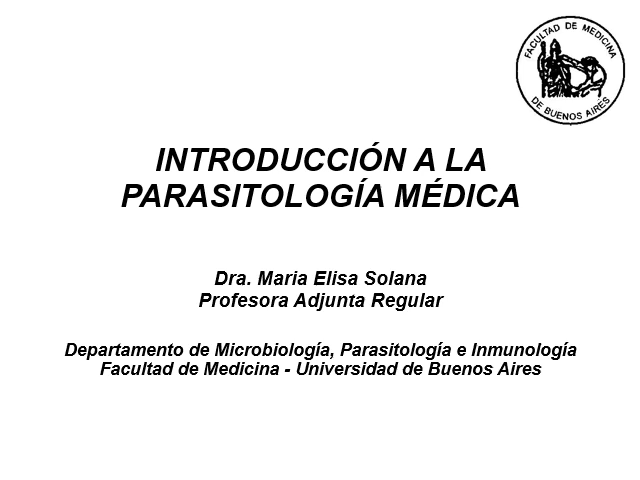 FACULTAD DE MEDICINA
DE BUENOS AIRES
INTRODUCCIÓN A LA
PARASITOLOGÍA MÉDICA
Dra. Maria Elisa Solana
Profesora Adjunta Regular
Departamento de Microbiología, Parasitología e Inmunología
Facultad de Medicina - Universidad de Buenos Aires